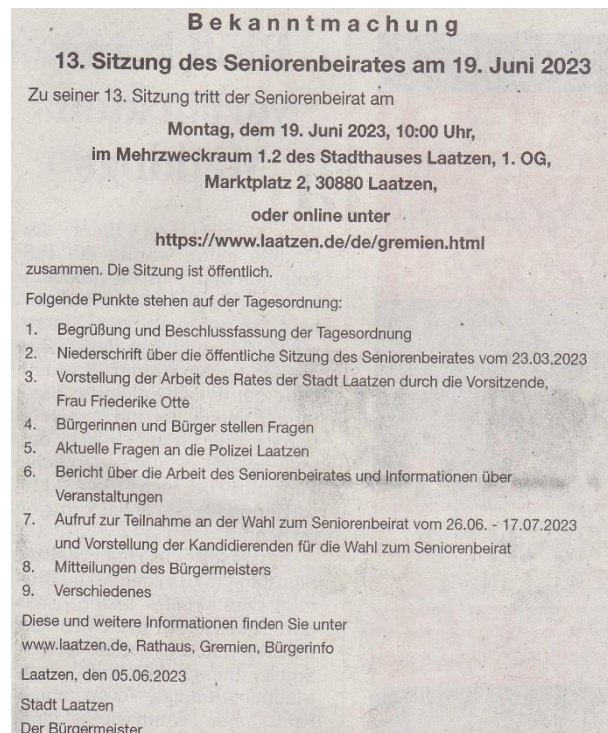 Bekanntmachung
13. Sitzung des Seniorenbeirates am 19. Juni 2023
Zu seiner 13. Sitzung tritt der Seniorenbeirat am
Montag, dem 19. Juni 2023, 10:00 Uhr,
im Mehrzweckraum 1.2 des Stadthauses Laatzen, 1. OG,
Marktplatz 2, 30880 Laatzen,
oder online unter
https://www.laatzen.de/de/gremien.html
zusammen. Die Sitzung ist öffentlich.
Folgende Punkte stehen auf der Tagesordnung:
1. Begrüßung und Beschlussfassung der Tagesordnung
2. Niederschrift über die öffentliche Sitzung des Seniorenbeirates vom 23.03.2023
3. Vorstellung der Arbeit des Rates der Stadt Laatzen durch die Vorsitzende,
Frau Friederike Otte
4. Bürgerinnen und Bürger stellen Fragen
5. Aktuelle Fragen an die Polizei Laatzen
6. Bericht über die Arbeit des Seniorenbeirates und Informationen über
Veranstaltungen
7. Aufruf zur Teilnahme an der Wahl zum Seniorenbeirat vom 26.06. - 17.07.2023
und Vorstellung der Kandidierenden für die Wahl zum Seniorenbeirat
8. Mitteilungen des Bürgermeisters
9. Verschiedenes
Diese und weitere Informationen finden Sie unter
www.laatzen.de, Rathaus, Gremien, Bürgerinfo
Laatzen, den 05.06.2023
Stadt Laatzen
Der Bürgermeister